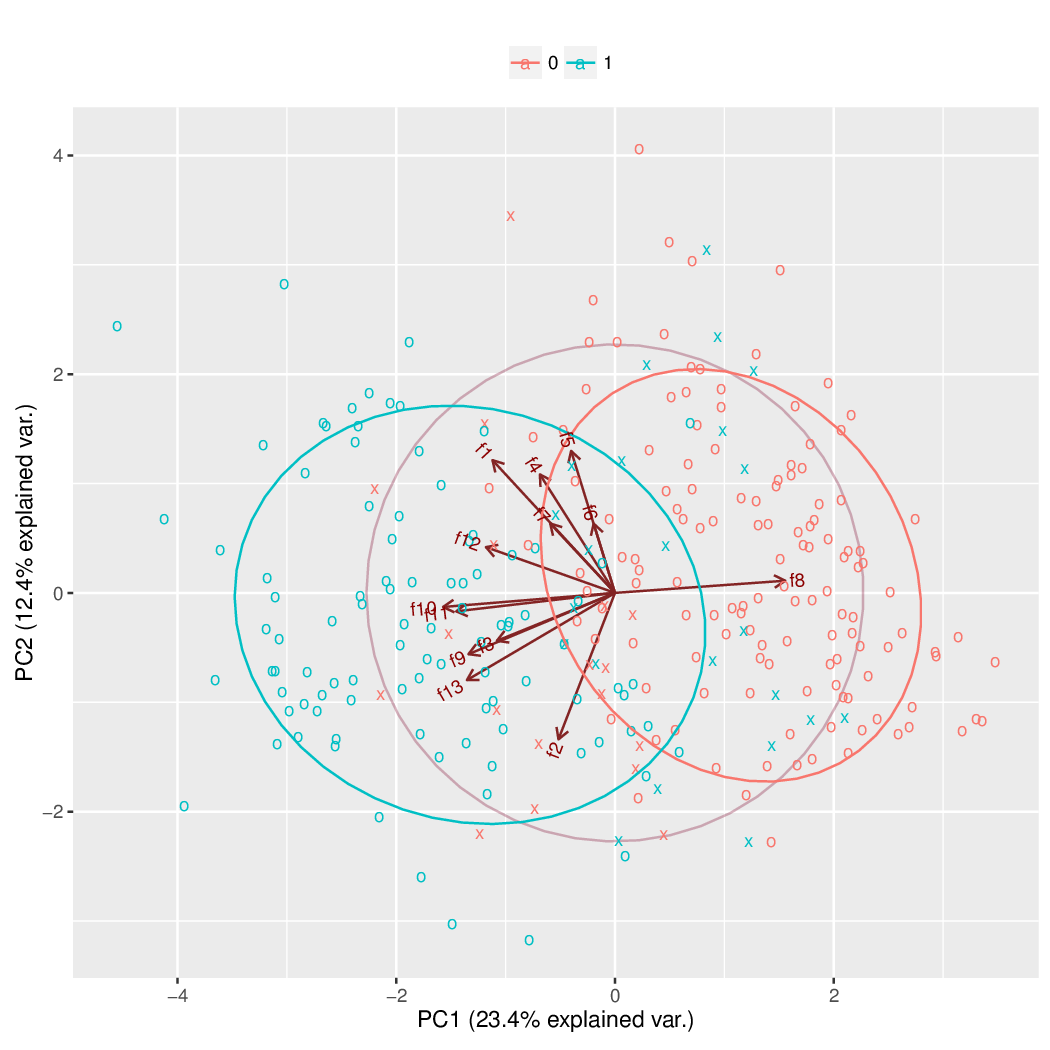 a 0 a 1
4
2
0
−2
−4
−2
0
2
PC1 (23.4% explained var.)
PC2 (12.4% explained var.)
f5
f1
f4
f7
f6
f12
f8
f10
f11
f3
f9
f13
f2